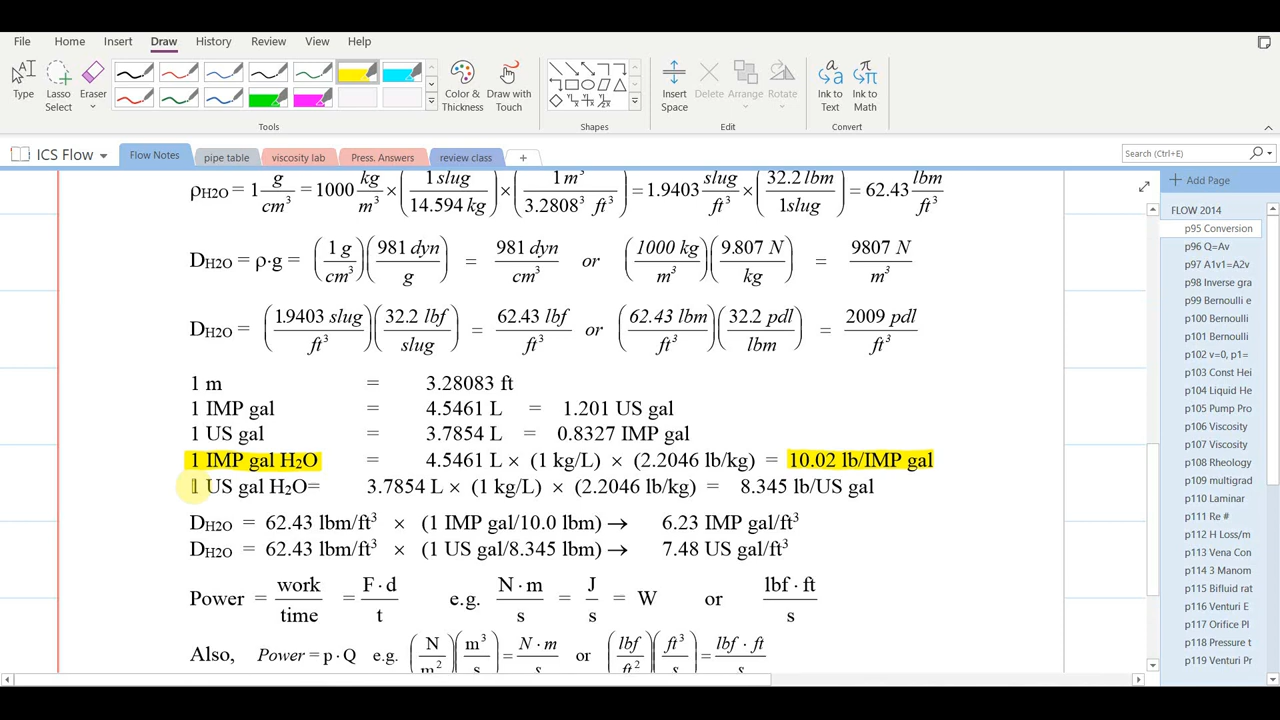 File Home Insert Draw History Review View Help
Type Lasso Select Eraser Color & Thickness Draw with Touch Insert Space Delete Arrange Rotate Ink to Text Ink to Math
Tools Shapes Edit Convert
ICS Flow Flow Notes pipe table viscosity lab Press. Answers review class + Search (Ctrl+E)
ρH2O = 1 g/cm³ = 1000 kg/m³ × (1 slug/14.594 kg) × (1 m³/3.2808³ ft³) = 1.9403 slug/ft³ × (32.2 lbm/1 slug) = 62.43 lbm/ft³
DH2O = ρ·g = (1 g/cm³)(981 dyn/g) = 981 dyn/cm³ or (1000 kg/m³)(9.807 N/kg) = 9807 N/m³
DH2O = (1.9403 slug/ft³)(32.2 lbf/slug) = 62.43 lbf/ft³ or (62.43 lbm/ft³)(32.2 pdl/lbm) = 2009 pdl/ft³
1 m = 3.28083 ft
1 IMP gal = 4.5461 L = 1.201 US gal
1 US gal = 3.7854 L = 0.8327 IMP gal
1 IMP gal H2O = 4.5461 L × (1 kg/L) × (2.2046 lb/kg) = 10.02 lb/IMP gal
1 US gal H2O= 3.7854 L × (1 kg/L) × (2.2046 lb/kg) = 8.345 lb/US gal
DH2O = 62.43 lbm/ft³ × (1 IMP gal/10.0 lbm) → 6.23 IMP gal/ft³
DH2O = 62.43 lbm/ft³ × (1 US gal/8.345 lbm) → 7.48 US gal/ft³
Power = work/time = F·d/t e.g. N·m/s = J/s = W or lbf·ft/s
Also, Power = p·Q e.g. (N/m²)(m³/s) = N·m/s or (lbf/ft²)(ft³/s) = lbf·ft/s
Add Page
FLOW 2014
p95 Conversion
p96 Q=Av
p97 A1v1=A2v
p98 Inverse gra
p99 Bernoulli e
p100 Bernoulli
p101 Bernoulli
p102 v=0, p1=
p103 Const Hei
p104 Liquid He
p105 Pump Pro
p106 Viscosity
p107 Viscosity
p108 Rheology
p109 multigrad
p110 Laminar
p111 Re #
p112 H Loss/m
p113 Vena Con
p114 3 Manom
p115 Bifluid rat
p116 Venturi E
p117 Orifice Pl
p118 Pressure t
p119 Venturi Pr